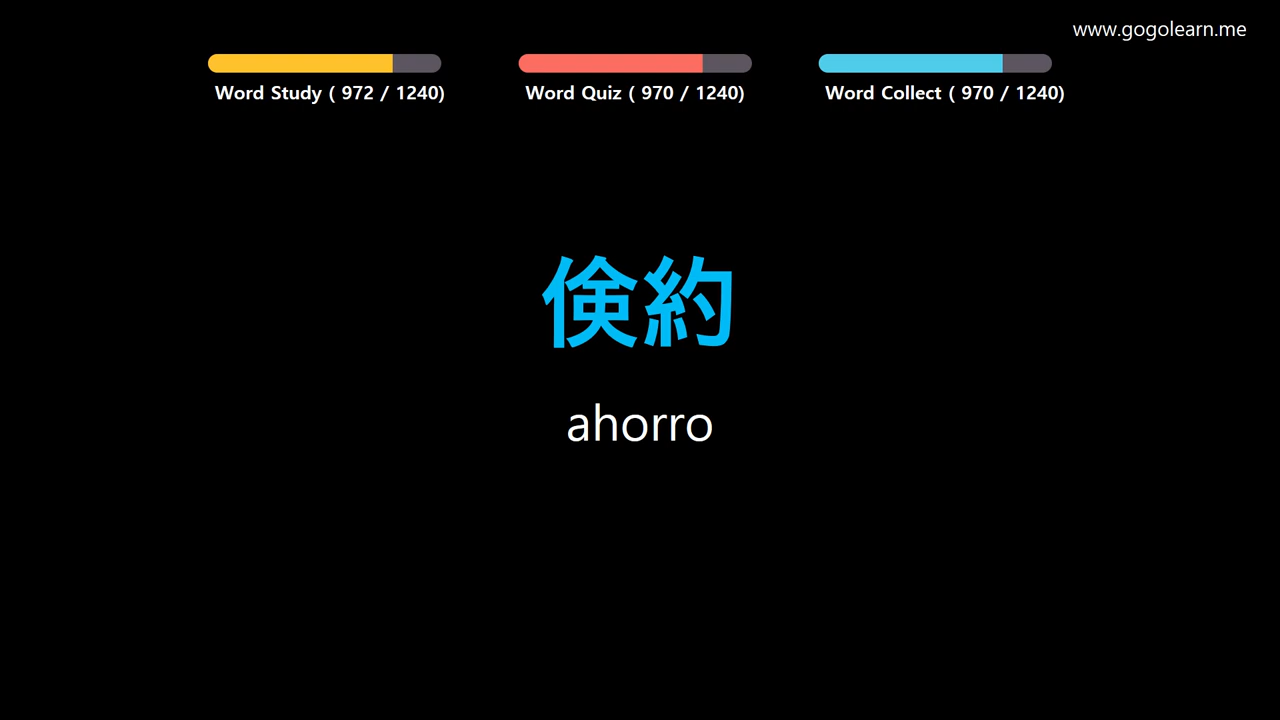 www.gogolearn.me
Word Study ( 972 / 1240)
Word Quiz ( 970 / 1240)
Word Collect ( 970 / 1240)
倹約
ahorro